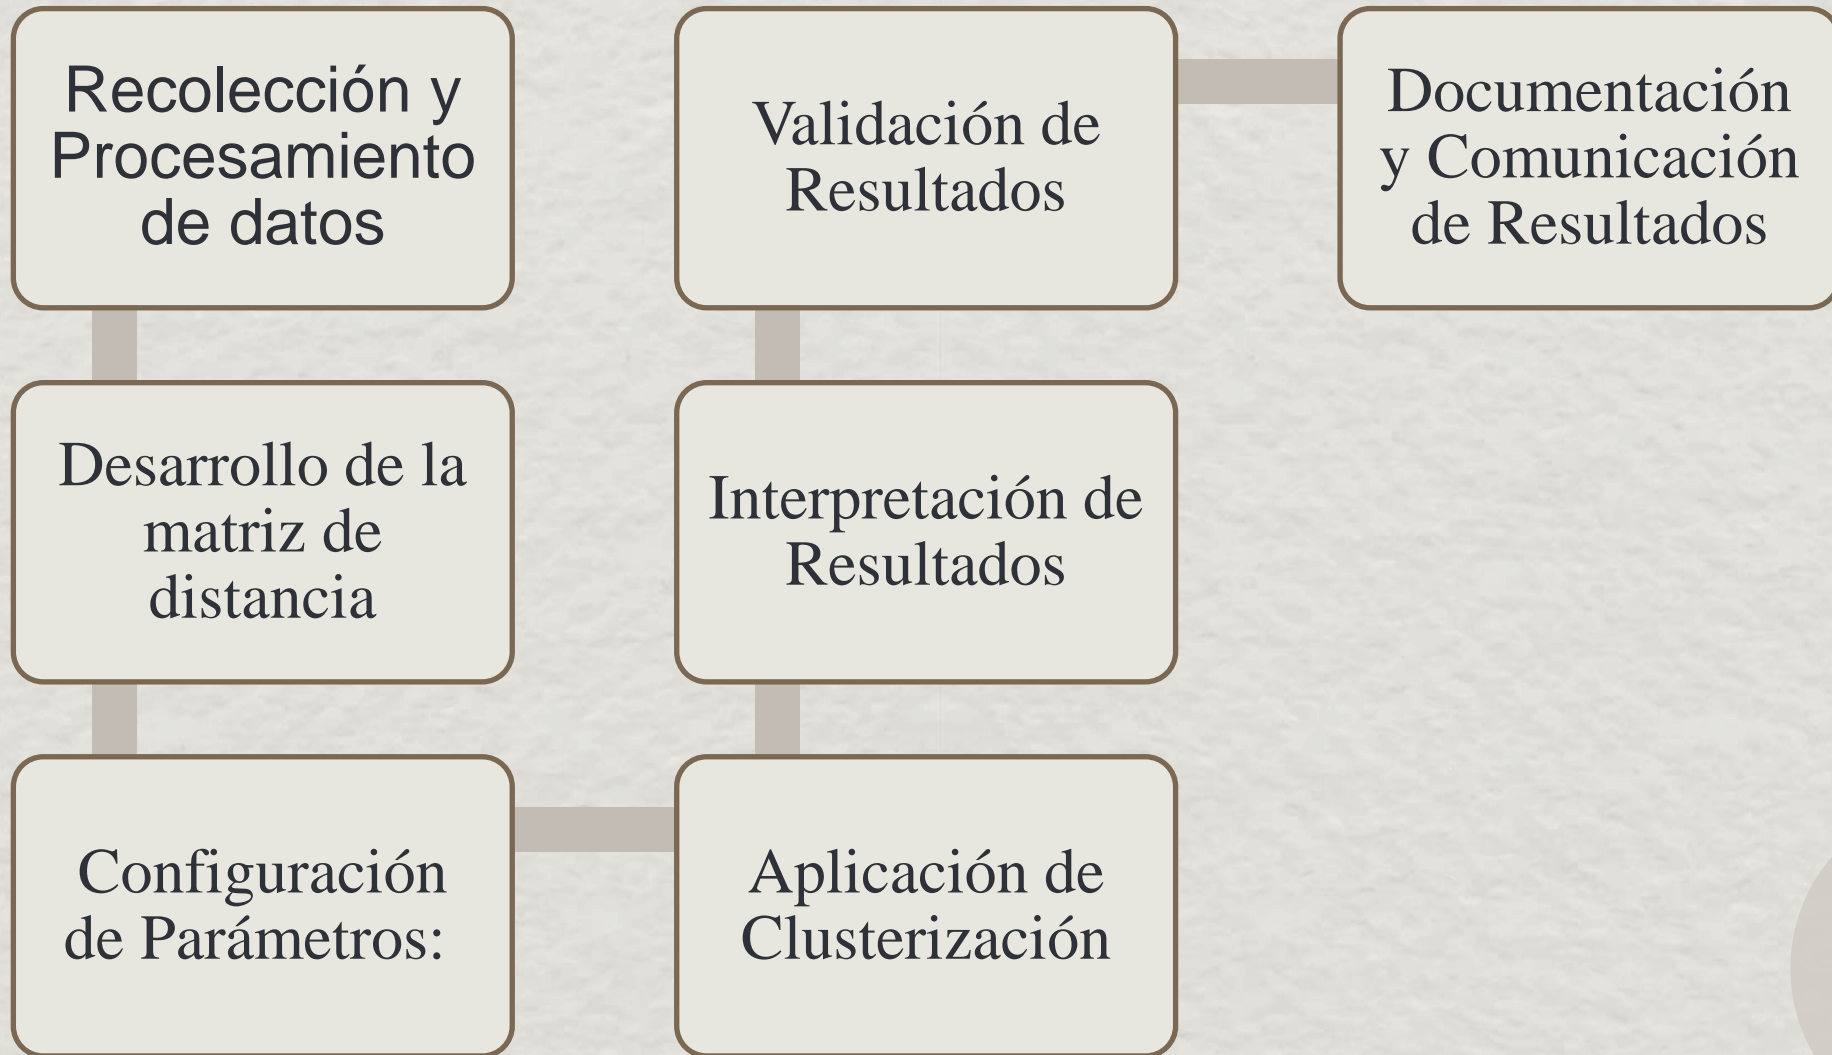 Recolección y
Procesamiento
de datos
Desarrollo de la
matriz de
distancia
Configuración
de Parámetros:
Aplicación de
Clusterización
Interpretación de
Resultados
Validación de
Resultados
Documentación
y Comunicación
de Resultados